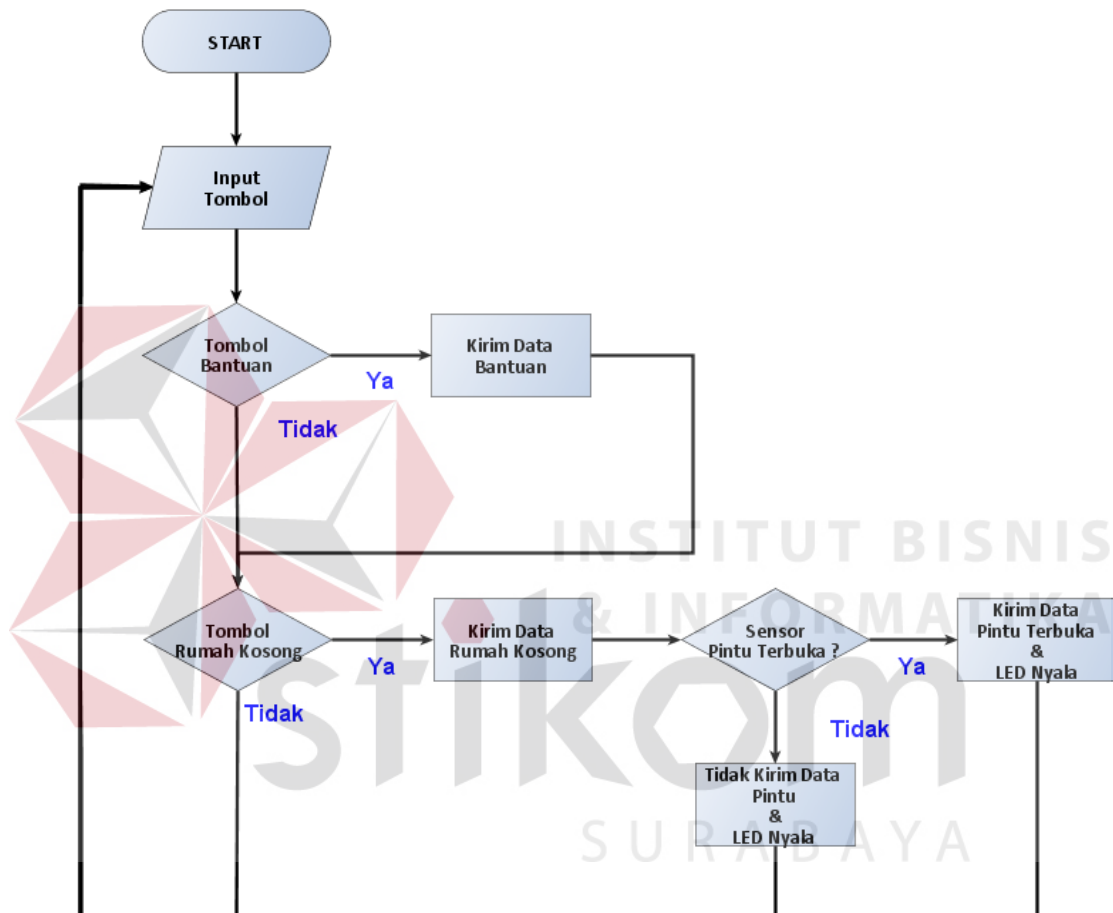 START
Input
Tombol
Tombol
Bantuan
Ya
Kirim Data
Bantuan
Tidak
INSTITUT BISNIS
& INFORMATIKA
Tombol
Rumah Kosong
Ya
Kirim Data
Rumah Kosong
Sensor
Pintu Terbuka ?
Ya
Kirim Data
Pintu Terbuka
&
LED Nyala
Tidak
Tidak
stikom
Tidak Kirim Data
Pintu
&
LED Nyala
SURABAYA